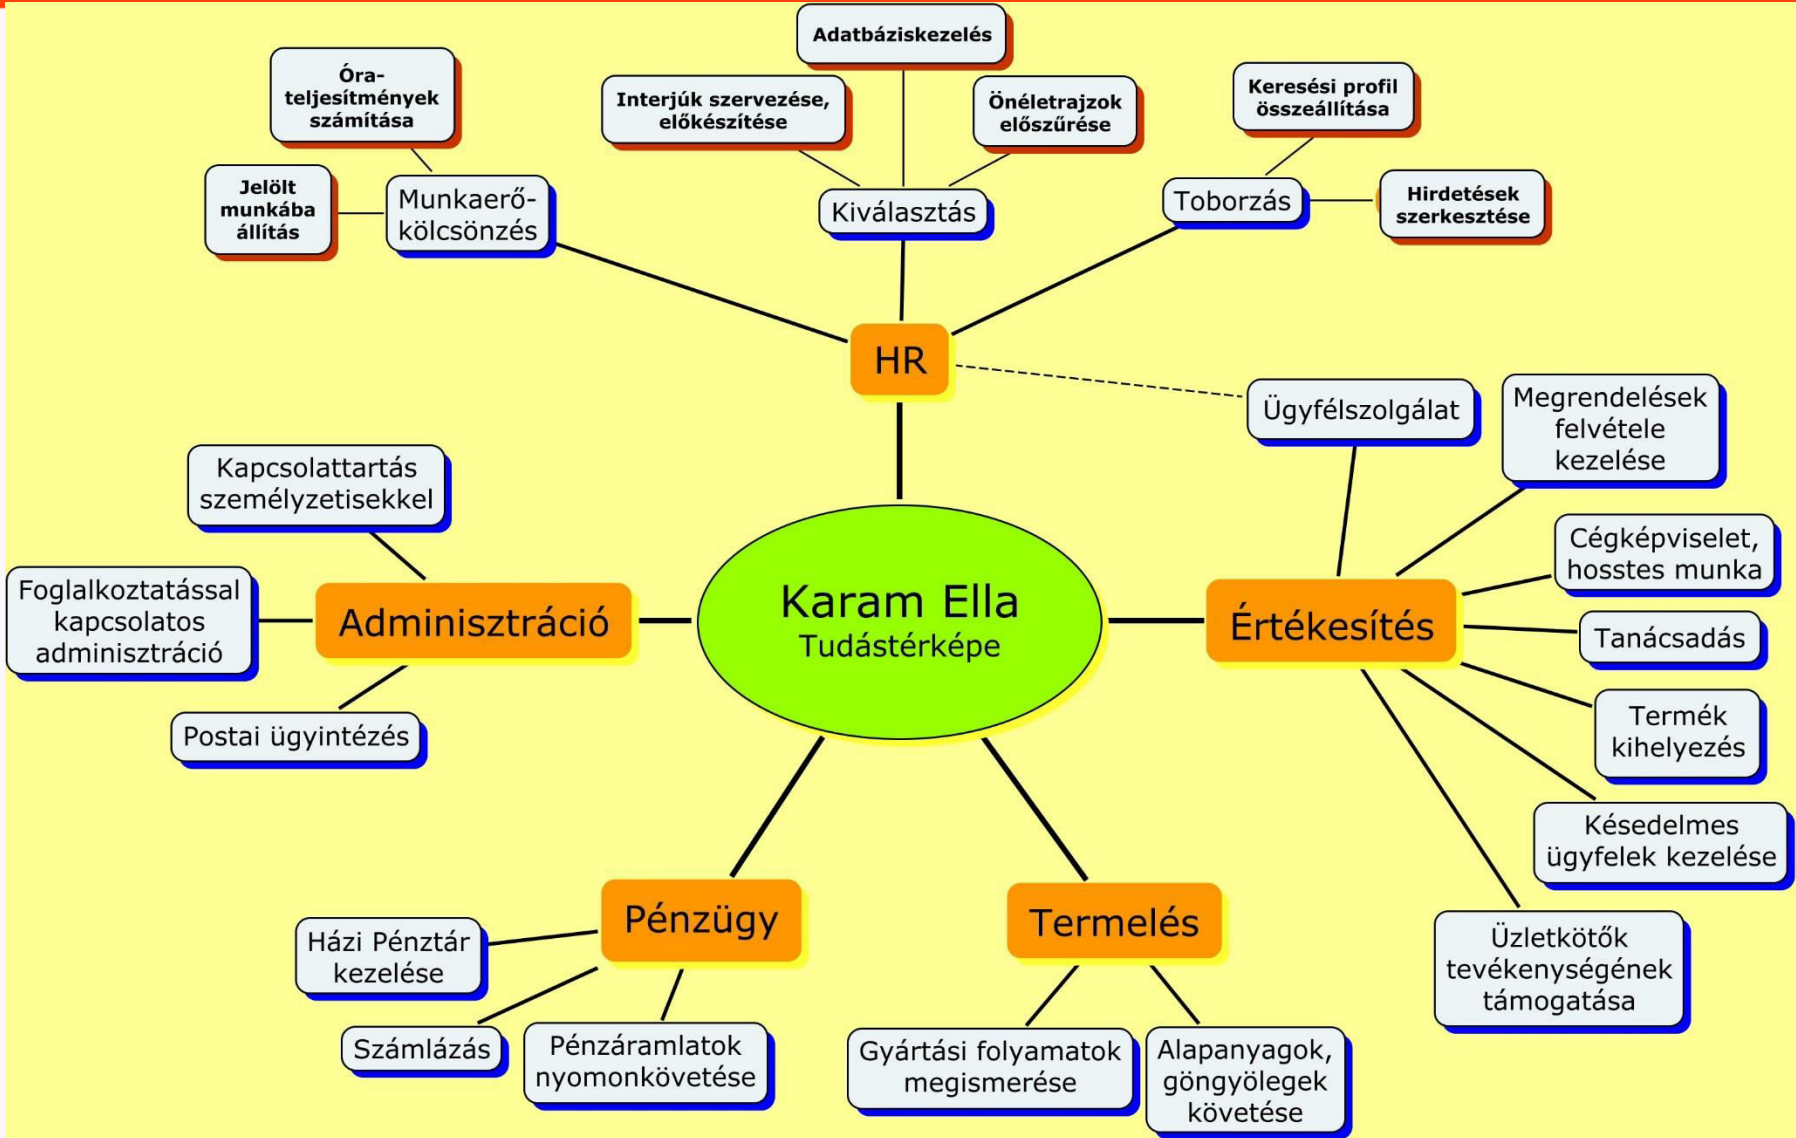 Adatbáziskezelés
Óra-
teljesítmények
számítása
Interjúk szervezése,
előkészítése
Önéletrajzok
előszűrése
Keresési profil
összeállítása
Jelölt
munkába
állítás
Munkaerő-
kölcsönzés
Kiválasztás
Toborzás
Hirdetések
szerkesztése
HR
Ügyfélszolgálat
Megrendelések
felvétele
kezelése
Kapcsolattartás
személyzetisekkel
Cégképviselet,
hosstes munka
Foglalkoztatással
kapcsolatos
adminisztráció
Adminisztráció
Karam Ella
Tudástérképe
Értékesítés
Tanácsadás
Postai ügyintézés
Termék
kihelyezés
Késedelmes
ügyfelek kezelése
Pénzügy
Termelés
Házi Pénztár
kezelése
Üzletkötők
tevékenységének
támogatása
Számlázás
Pénzáramlatok
nyomonkövetése
Gyártási folyamatok
megismerése
Alapanyagok,
göngyölegek
követése